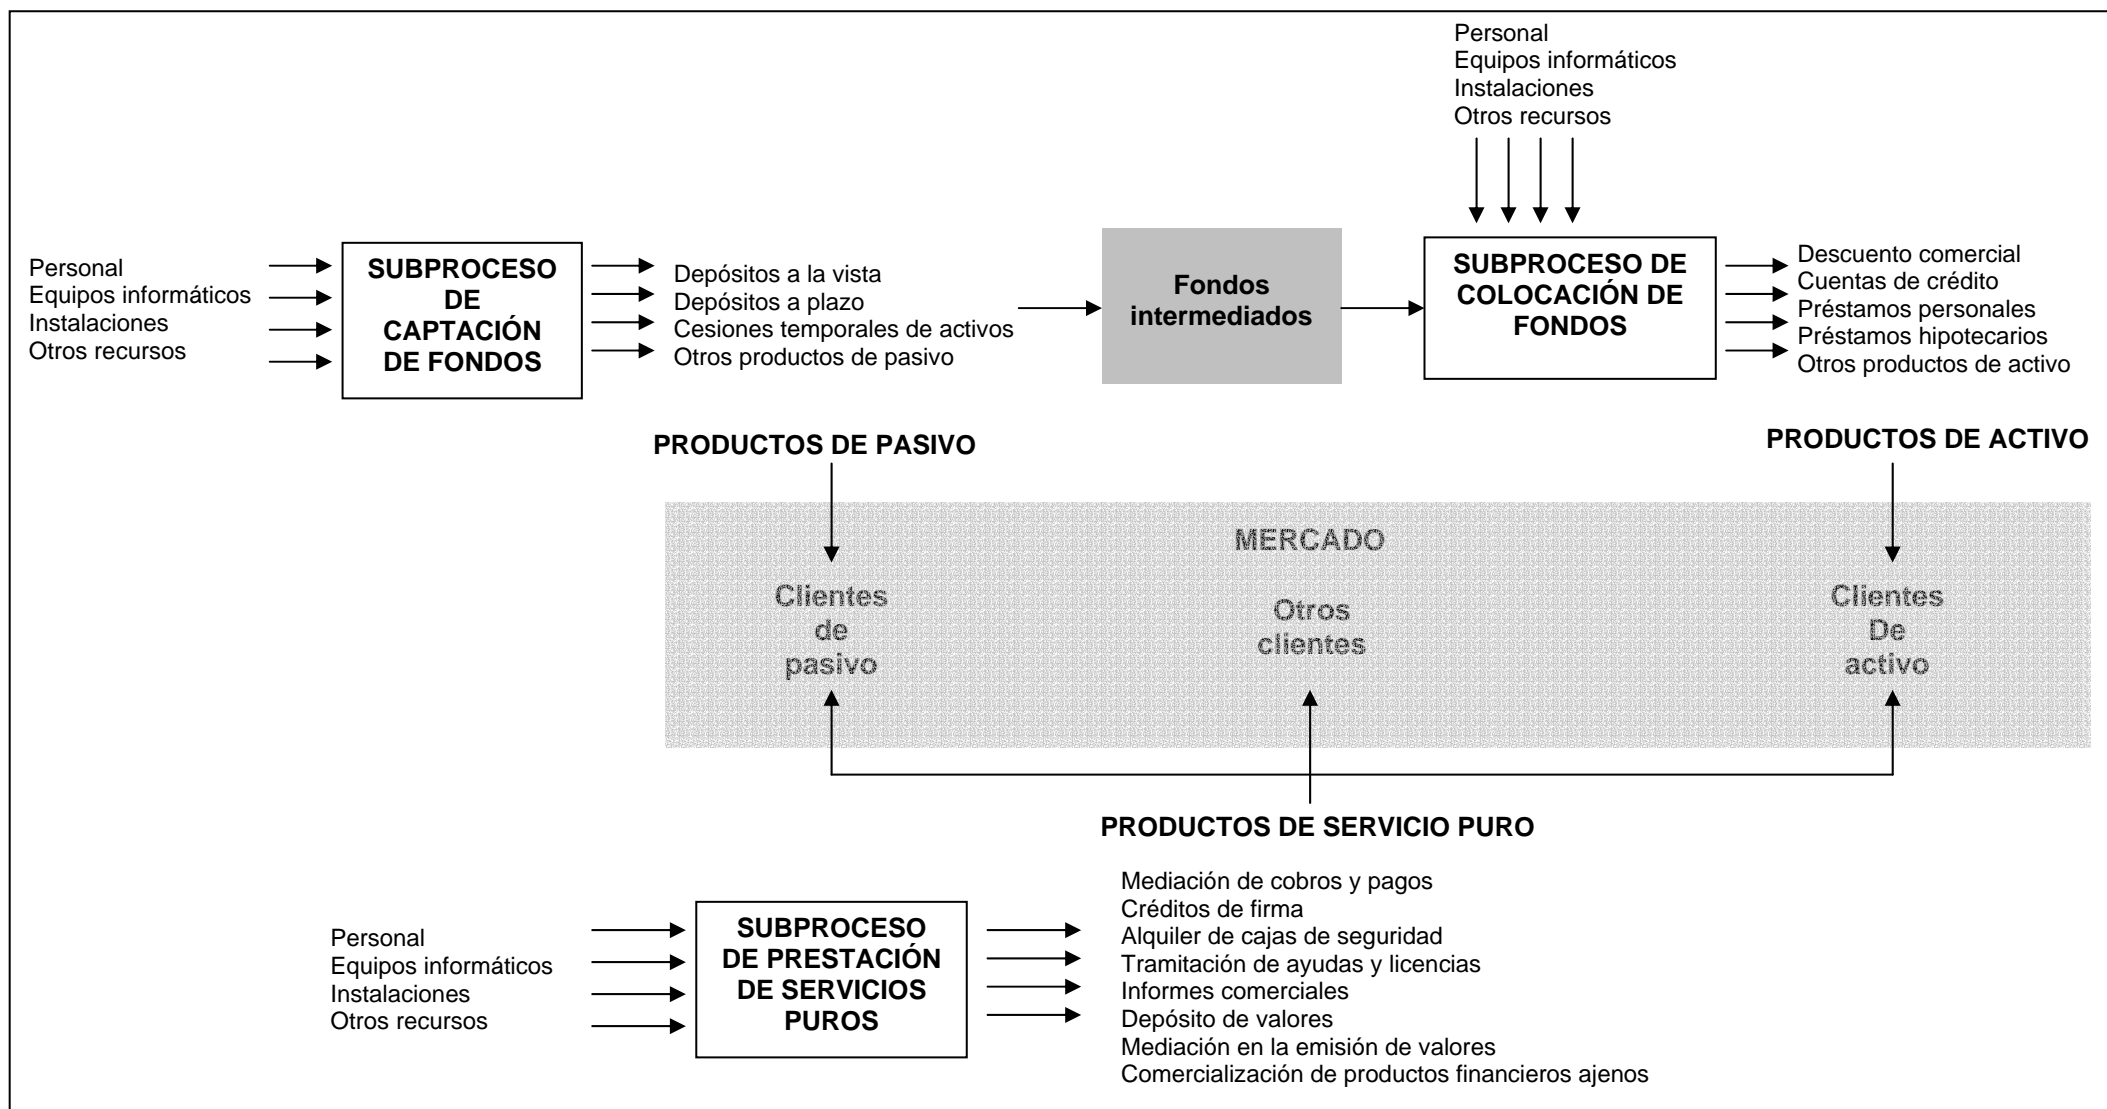 Personal
Equipos informáticos
Instalaciones
Otros recursos
Personal
Equipos informáticos
Instalaciones
Otros recursos
SUBPROCESO
DE
CAPTACIÓN
DE FONDOS
Depósitos a la vista
Depósitos a plazo
Cesiones temporales de activos
Otros productos de pasivo
Fondos
intermediados
SUBPROCESO DE
COLOCACIÓN DE
FONDOS
Descuento comercial
Cuentas de crédito
Préstamos personales
Préstamos hipotecarios
Otros productos de activo
PRODUCTOS DE PASIVO
PRODUCTOS DE ACTIVO
MERCADO
Clientes
de
pasivo
Otros
clientes
Clientes
De
activo
PRODUCTOS DE SERVICIO PURO
Personal
Equipos informáticos
Instalaciones
Otros recursos
SUBPROCESO
DE PRESTACIÓN
DE SERVICIOS
PUROS
Mediación de cobros y pagos
Créditos de firma
Alquiler de cajas de seguridad
Tramitación de ayudas y licencias
Informes comerciales
Depósito de valores
Mediación en la emisión de valores
Comercialización de productos financieros ajenos